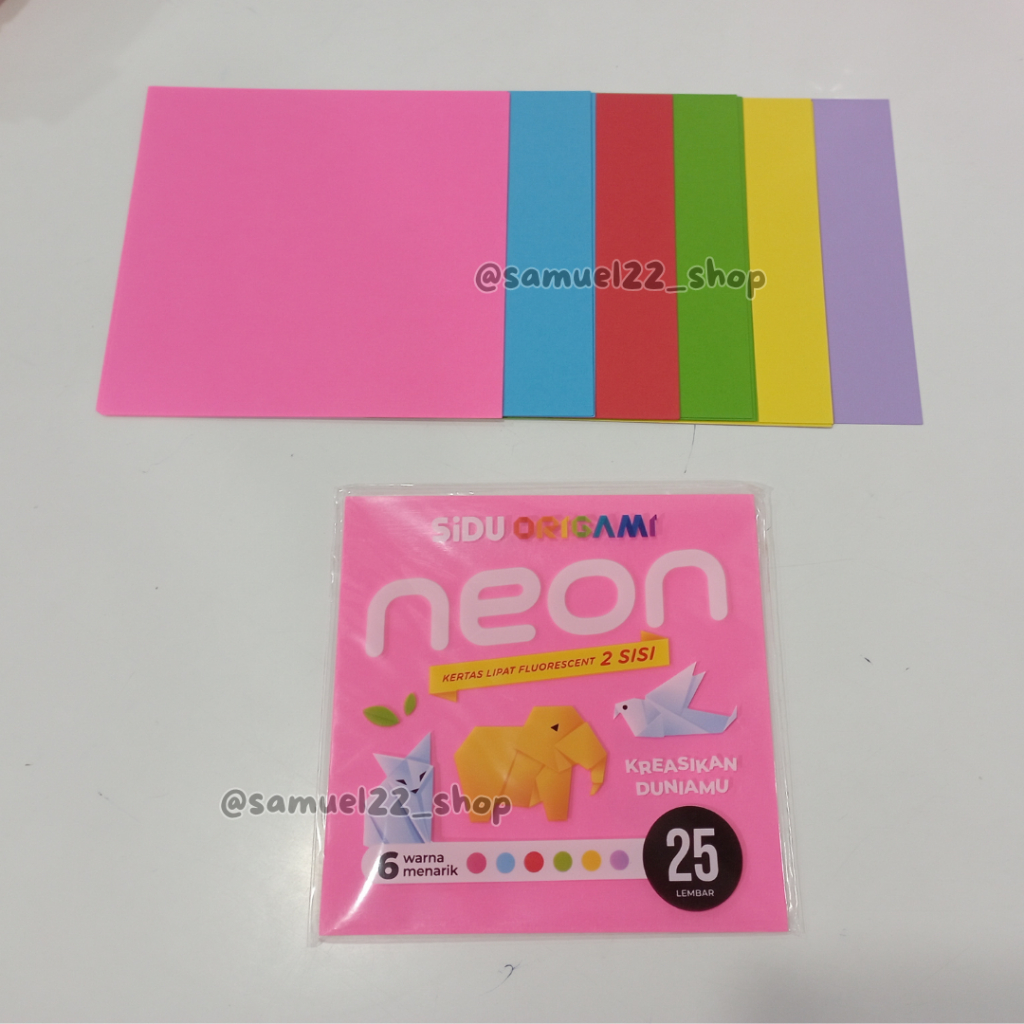 @samuel22_shop
SiDU ORIGAMI
neon
KERTAS LIPAT FLUORESCENT 2 SISI
KREASIKAN
DUNIAMU
@samuel22_shop
6 warna
menarik
25
LEMBAR